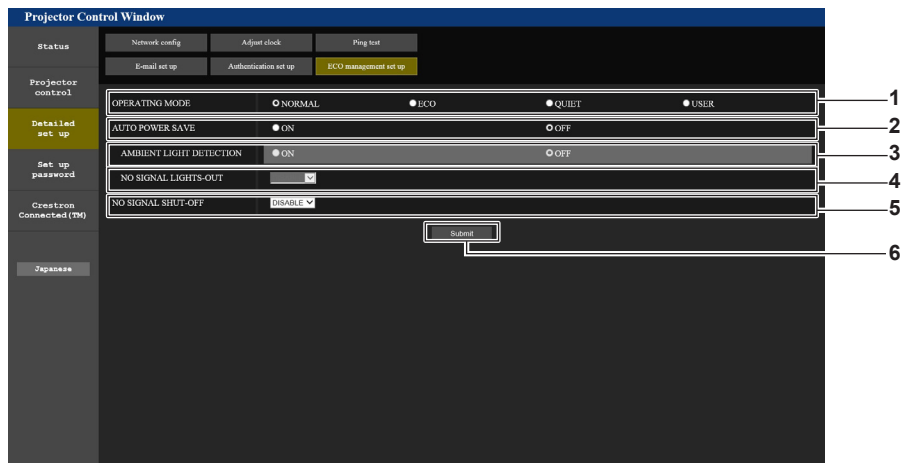 Projector Control Window
Status
Network config Adjust clock Ping test
E-mail set up Authentication set up ECO management set up
Projector
control
Detailed
set up
Set up
password
Crestron
Connected(TM)
Japanese
OPERATING MODE NORMAL ECO QUIET USER 1
AUTO POWER SAVE ON OFF 2
AMBIENT LIGHT DETECTION ON OFF 3
NO SIGNAL LIGHTS-OUT 4
NO SIGNAL SHUT-OFF DISABLE 5
Submit 6